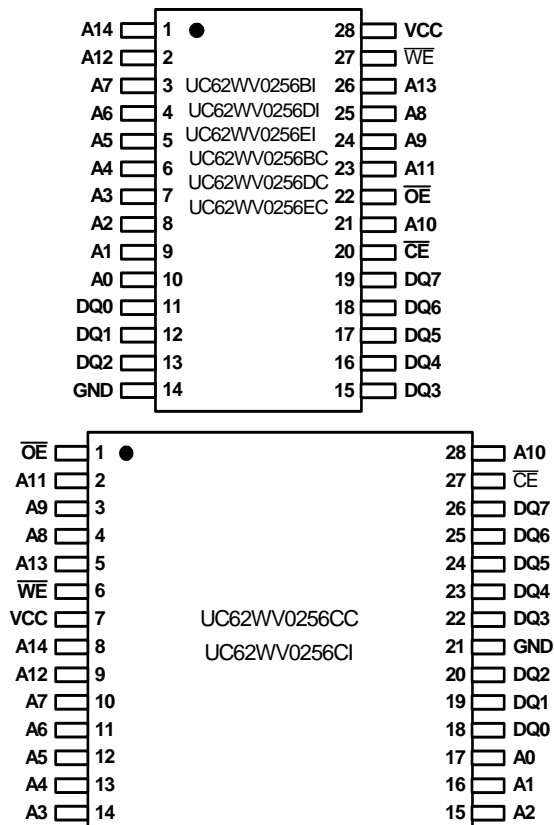 A14 1 28 VCC
A12 2 27 WE
A7 3 UC62WV0256BI 26 A13
A6 4 UC62WV0256DI 25 A8
A5 5 UC62WV0256EI 24 A9
A4 6 UC62WV0256BC 23 A11
A3 7 UC62WV0256DC 22 OE
A2 8 UC62WV0256EC 21 A10
A1 9 20 CE
A0 10 19 DQ7
DQ0 11 18 DQ6
DQ1 12 17 DQ5
DQ2 13 16 DQ4
GND 14 15 DQ3
OE 1 28 A10
A11 2 27 CE
A9 3 26 DQ7
A8 4 25 DQ6
A13 5 24 DQ5
WE 6 23 DQ4
VCC 7 UC62WV0256CC 22 DQ3
A14 8 UC62WV0256CI 21 GND
A12 9 20 DQ2
A7 10 19 DQ1
A6 11 18 DQ0
A5 12 17 A0
A4 13 16 A1
A3 14 15 A2